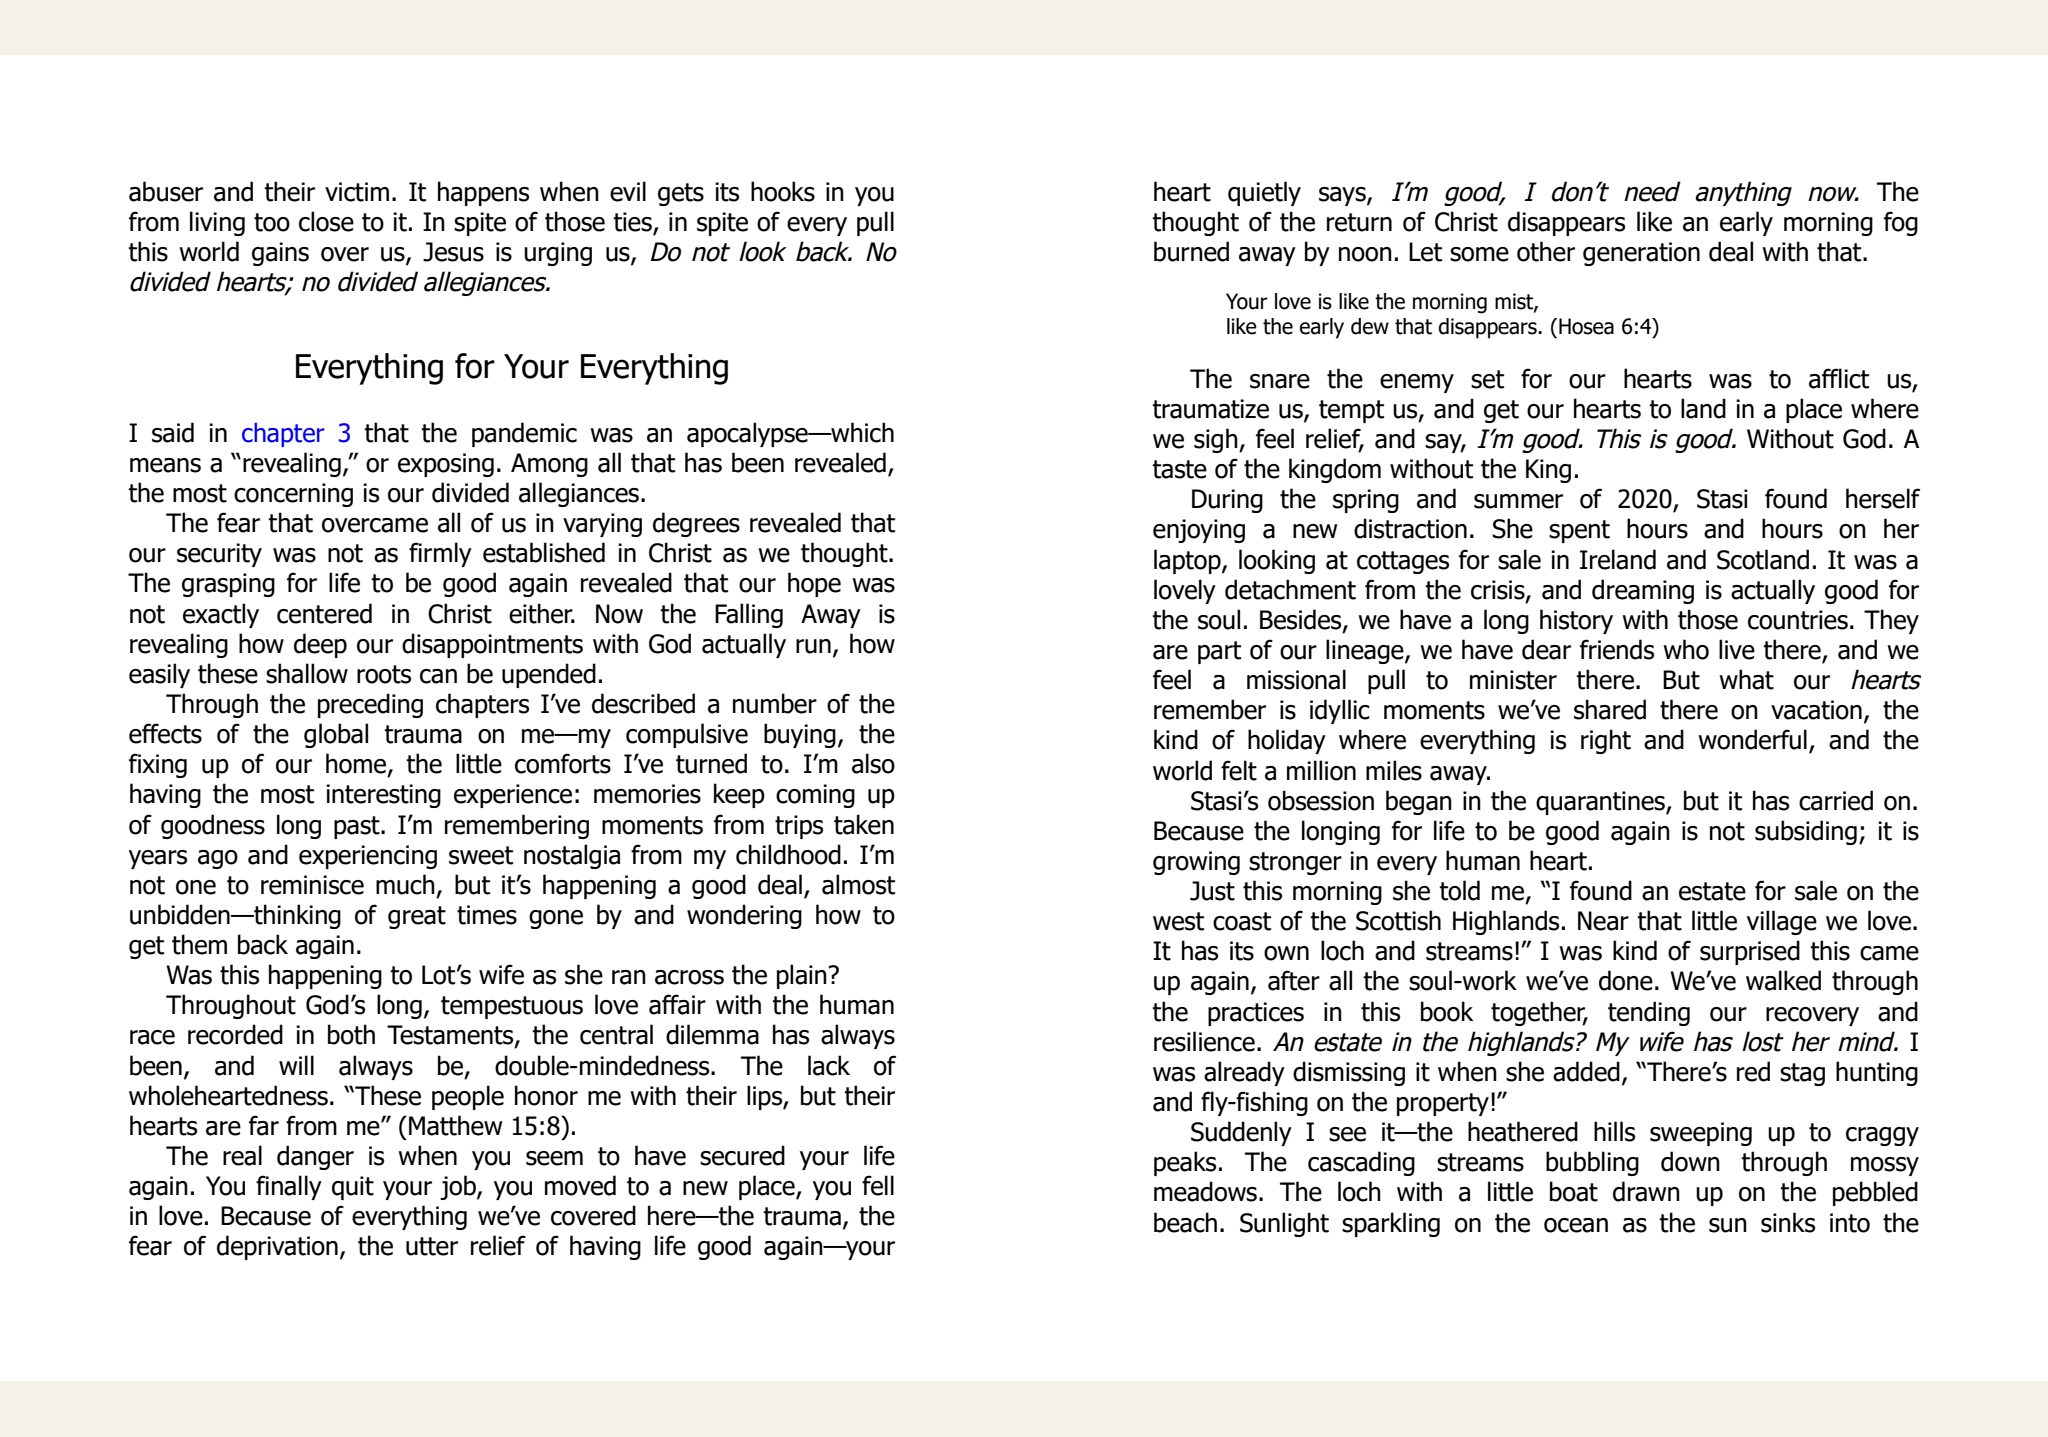 abuser and their victim. It happens when evil gets its hooks in you
from living too close to it. In spite of those ties, in spite of every pull
this world gains over us, Jesus is urging us, Do not look back. No
divided hearts; no divided allegiances.
Everything for Your Everything
I said in chapter 3 that the pandemic was an apocalypse—which
means a “revealing,” or exposing. Among all that has been revealed,
the most concerning is our divided allegiances.
The fear that overcame all of us in varying degrees revealed that
our security was not as firmly established in Christ as we thought.
The grasping for life to be good again revealed that our hope was
not exactly centered in Christ either. Now the Falling Away is
revealing how deep our disappointments with God actually run, how
easily these shallow roots can be upended.
Through the preceding chapters I’ve described a number of the
effects of the global trauma on me—my compulsive buying, the
fixing up of our home, the little comforts I’ve turned to. I’m also
having the most interesting experience: memories keep coming up
of goodness long past. I’m remembering moments from trips taken
years ago and experiencing sweet nostalgia from my childhood. I’m
not one to reminisce much, but it’s happening a good deal, almost
unbidden—thinking of great times gone by and wondering how to
get them back again.
Was this happening to Lot’s wife as she ran across the plain?
Throughout God’s long, tempestuous love affair with the human
race recorded in both Testaments, the central dilemma has always
been, and will always be, double-mindedness. The lack of
wholeheartedness. “These people honor me with their lips, but their
hearts are far from me” (Matthew 15:8).
The real danger is when you seem to have secured your life
again. You finally quit your job, you moved to a new place, you fell
in love. Because of everything we’ve covered here—the trauma, the
fear of deprivation, the utter relief of having life good again—your
heart quietly says, I’m good, I don’t need anything now. The
thought of the return of Christ disappears like an early morning fog
burned away by noon. Let some other generation deal with that.
Your love is like the morning mist,
like the early dew that disappears. (Hosea 6:4)
The snare the enemy set for our hearts was to afflict us,
traumatize us, tempt us, and get our hearts to land in a place where
we sigh, feel relief, and say, I’m good. This is good. Without God. A
taste of the kingdom without the King.
During the spring and summer of 2020, Stasi found herself
enjoying a new distraction. She spent hours and hours on her
laptop, looking at cottages for sale in Ireland and Scotland. It was a
lovely detachment from the crisis, and dreaming is actually good for
the soul. Besides, we have a long history with those countries. They
are part of our lineage, we have dear friends who live there, and we
feel a missional pull to minister there. But what our hearts
remember is idyllic moments we’ve shared there on vacation, the
kind of holiday where everything is right and wonderful, and the
world felt a million miles away.
Stasi’s obsession began in the quarantines, but it has carried on.
Because the longing for life to be good again is not subsiding; it is
growing stronger in every human heart.
Just this morning she told me, “I found an estate for sale on the
west coast of the Scottish Highlands. Near that little village we love.
It has its own loch and streams!” I was kind of surprised this came
up again, after all the soul-work we’ve done. We’ve walked through
the practices in this book together, tending our recovery and
resilience. An estate in the highlands? My wife has lost her mind. I
was already dismissing it when she added, “There’s red stag hunting
and fly-fishing on the property!”
Suddenly I see it—the heathered hills sweeping up to craggy
peaks. The cascading streams bubbling down through mossy
meadows. The loch with a little boat drawn up on the pebbled
beach. Sunlight sparkling on the ocean as the sun sinks into the